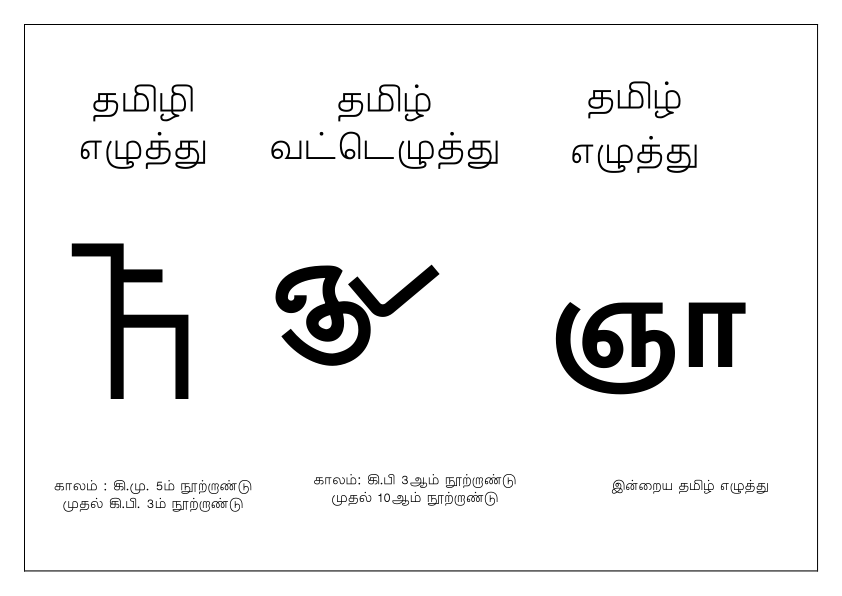 தமிழி
எழுத்து
தமிழ்
வட்டெழுத்து
தமிழ்
எழுத்து
ஞா
காலம் : கி.மு. 5ம் நூற்றாண்டு
முதல் கி.பி. 3ம் நூற்றாண்டு
காலம்: கி.பி 3ஆம் நூற்றாண்டு
முதல் 10ஆம் நூற்றாண்டு
இன்றைய தமிழ் எழுத்து